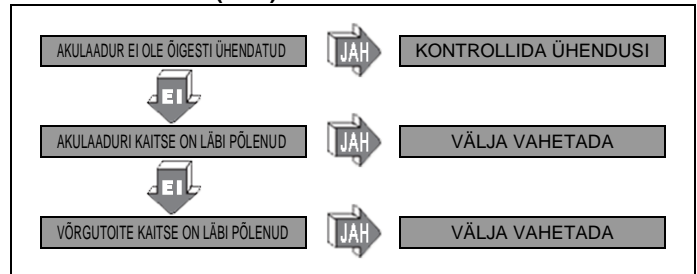 AKULAADUR EI OLE ÕIGESTI ÜHENDATUD
JAH
KONTROLLIDA ÜHENDUSI
EI
AKULAADURI KAITSE ON LÄBI PÕLENUD
JAH
VÄLJA VAHETADA
EI
VÕRGUTOITE KAITSE ON LÄBI PÕLENUD
JAH
VÄLJA VAHETADA